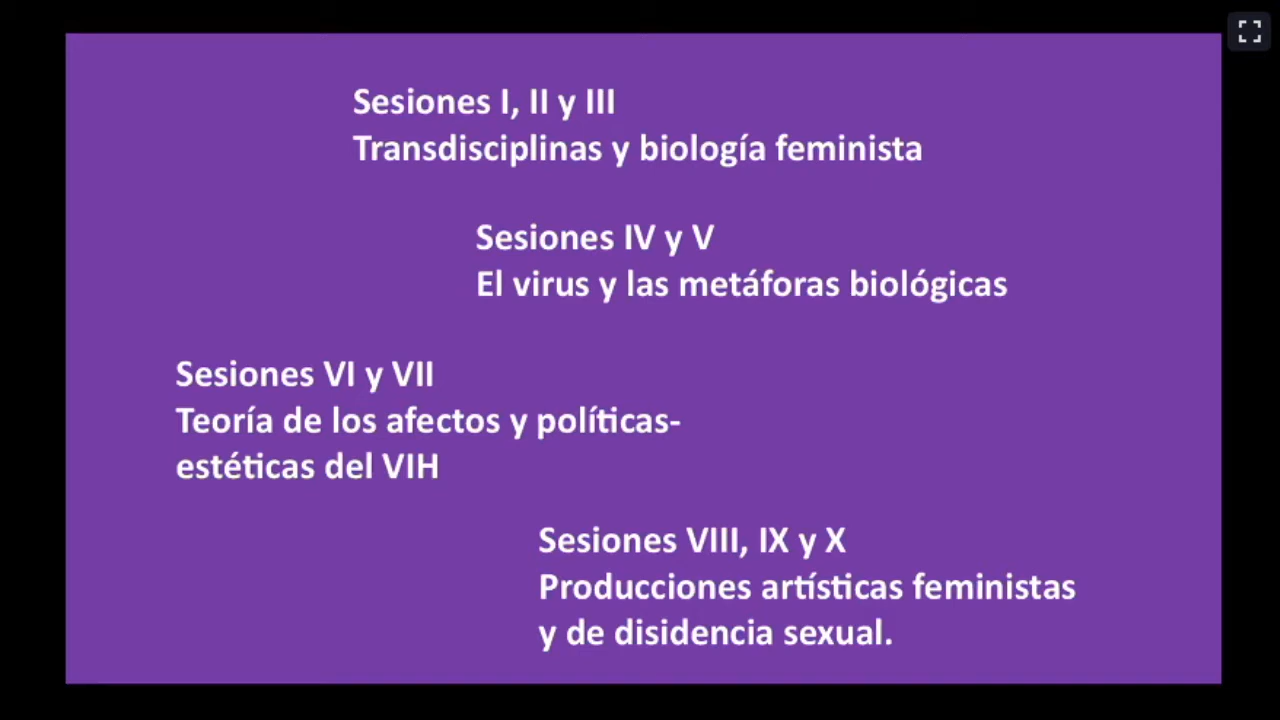 Sesiones I, II y III
Transdisciplinas y biología feminista
Sesiones IV y V
El virus y las metáforas biológicas
Sesiones VI y VII
Teoría de los afectos y políticas-
estéticas del VIH
Sesiones VIII, IX y X
Producciones artísticas feministas
y de disidencia sexual.